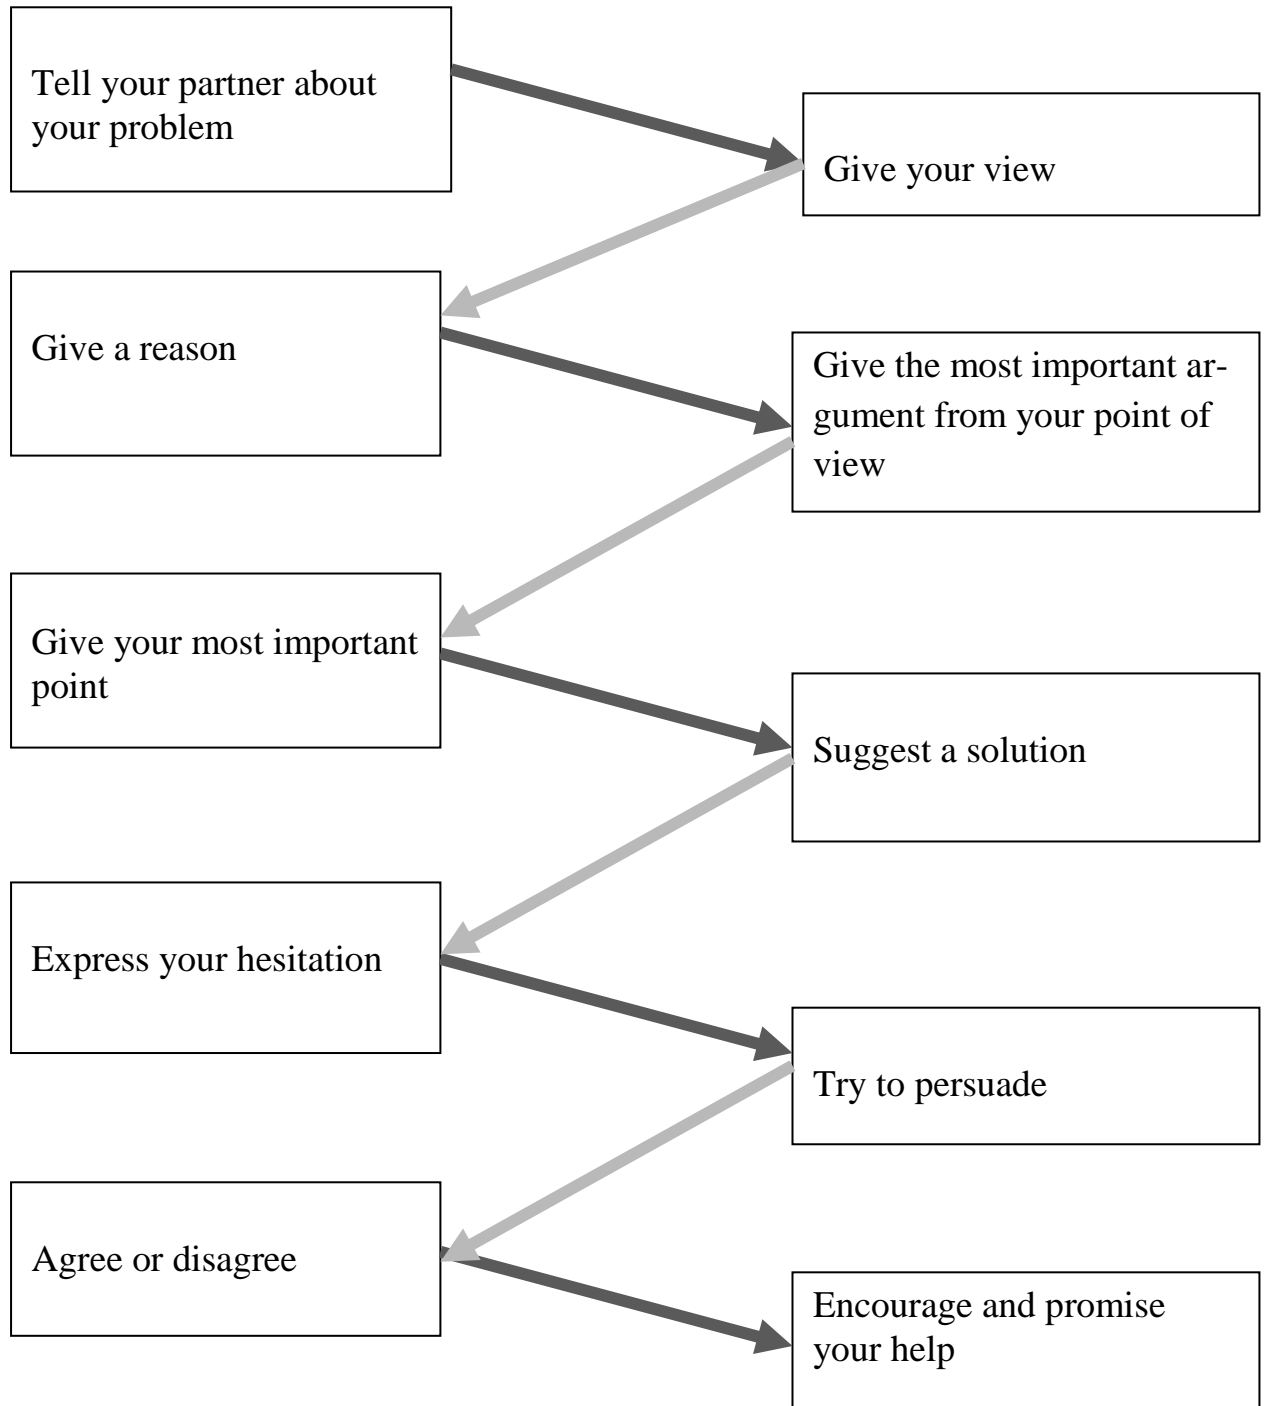 Tell your partner about
your problem
Give your view
Give a reason
Give the most important ar-
gument from your point of
view
Give your most important
point
Suggest a solution
Express your hesitation
Try to persuade
Agree or disagree
Encourage and promise
your help